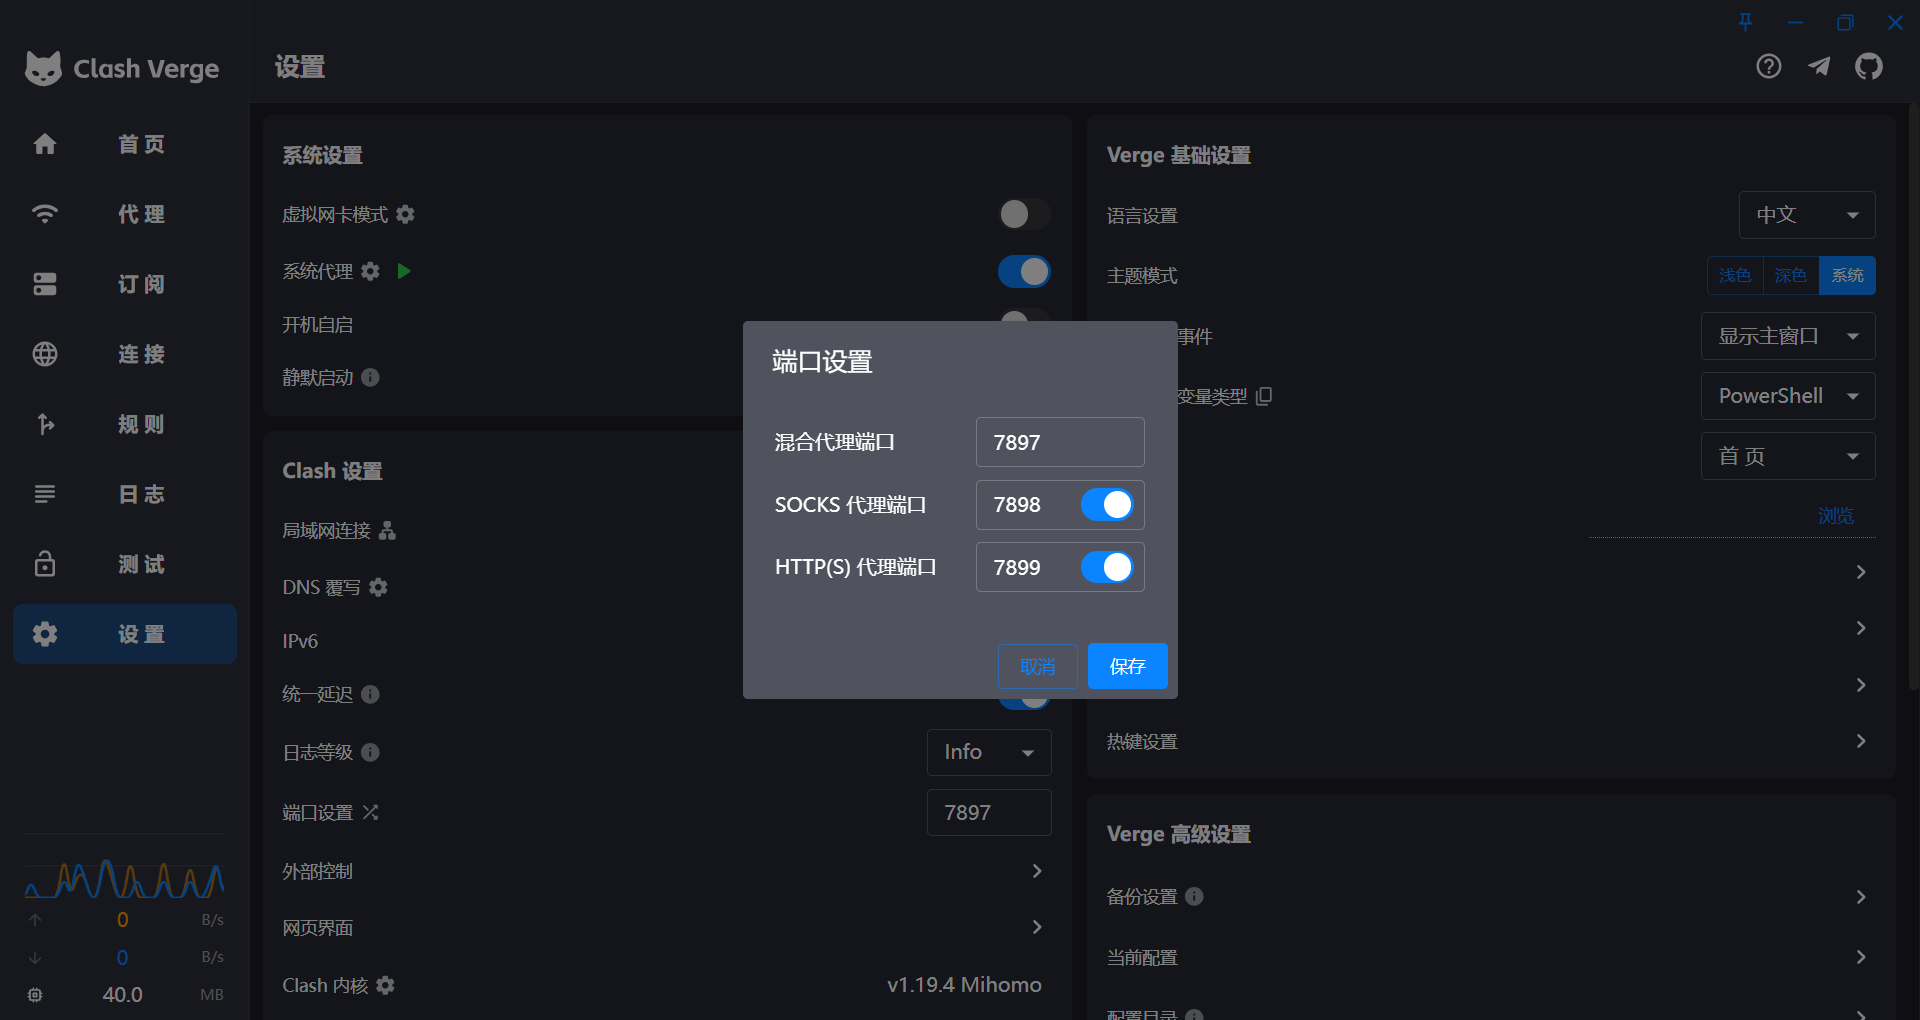 Clash Verge
首 页
代 理
订 阅
连 接
规 则
日 志
测 试
设 置
0 B/s
0 B/s
40.0 MB
设置
系统设置
虚拟网卡模式
系统代理
开机自启
静默启动
Clash 设置
局域网连接
DNS 覆写
IPv6
统一延迟
日志等级 Info
端口设置 7897
外部控制
网页界面
Clash 内核 v1.19.4 Mihomo
端口设置
混合代理端口 7897
SOCKS 代理端口 7898
HTTP(S) 代理端口 7899
取消 保存
Verge 基础设置
语言设置 中文
主题模式 浅色 深色 系统
事件 显示主窗口
变量类型 PowerShell
首 页
浏览
热键设置
Verge 高级设置
备份设置
当前配置
配置目录